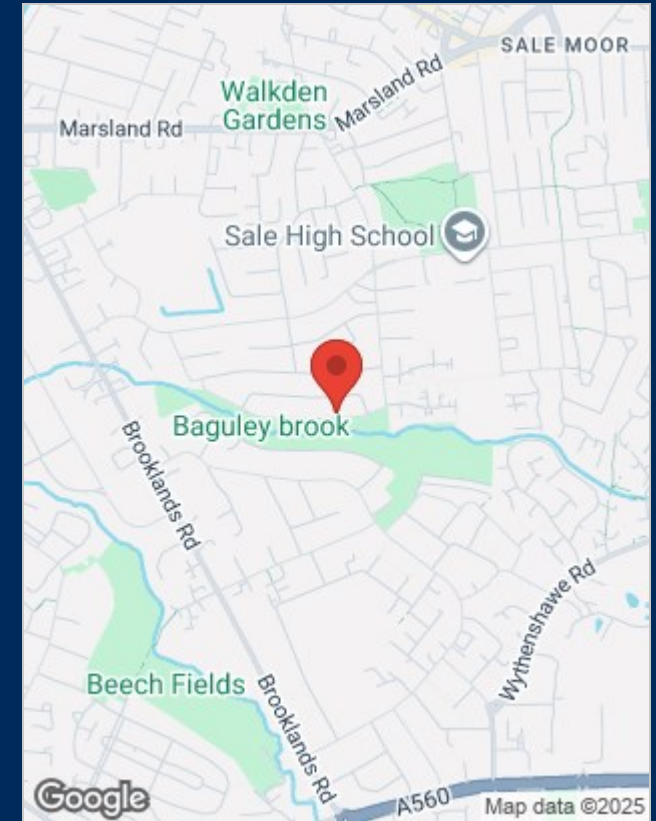 SALE MOOR
Walkden
Gardens
Marsland Rd
Marsland Rd
Sale High School
Baguley brook
Brooklands Rd
Wythenshawe Rd
Beech Fields
Brooklands Rd
A560
Google
Map data ©2025